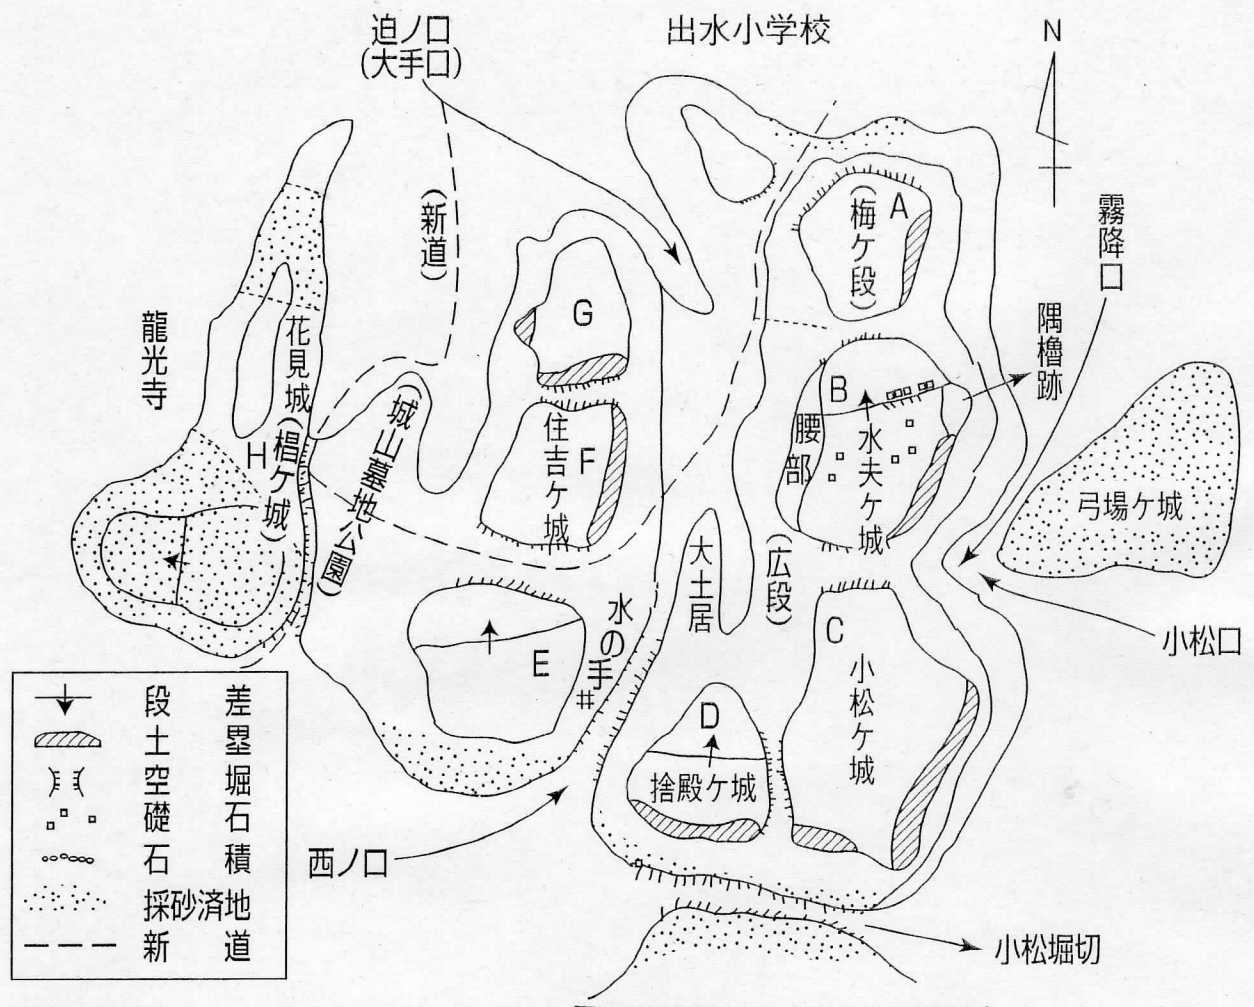 迫ノ口
(大手口)
出水小学校
N
(新道)
霧降口
A
(梅ケ段)
隅櫓跡
龍光寺
花見城(椙ケ城)
H
(城山墓地公園)
G
F
住吉ケ城
B
腰部
水夫ケ城
弓場ケ城
大土居
(広段)
小松口
C
小松ケ城
水の手
井
E
D
捨殿ケ城
西ノ口
小松堀切
段差
土塁
空堀
礎石
石積
採砂済地
新道